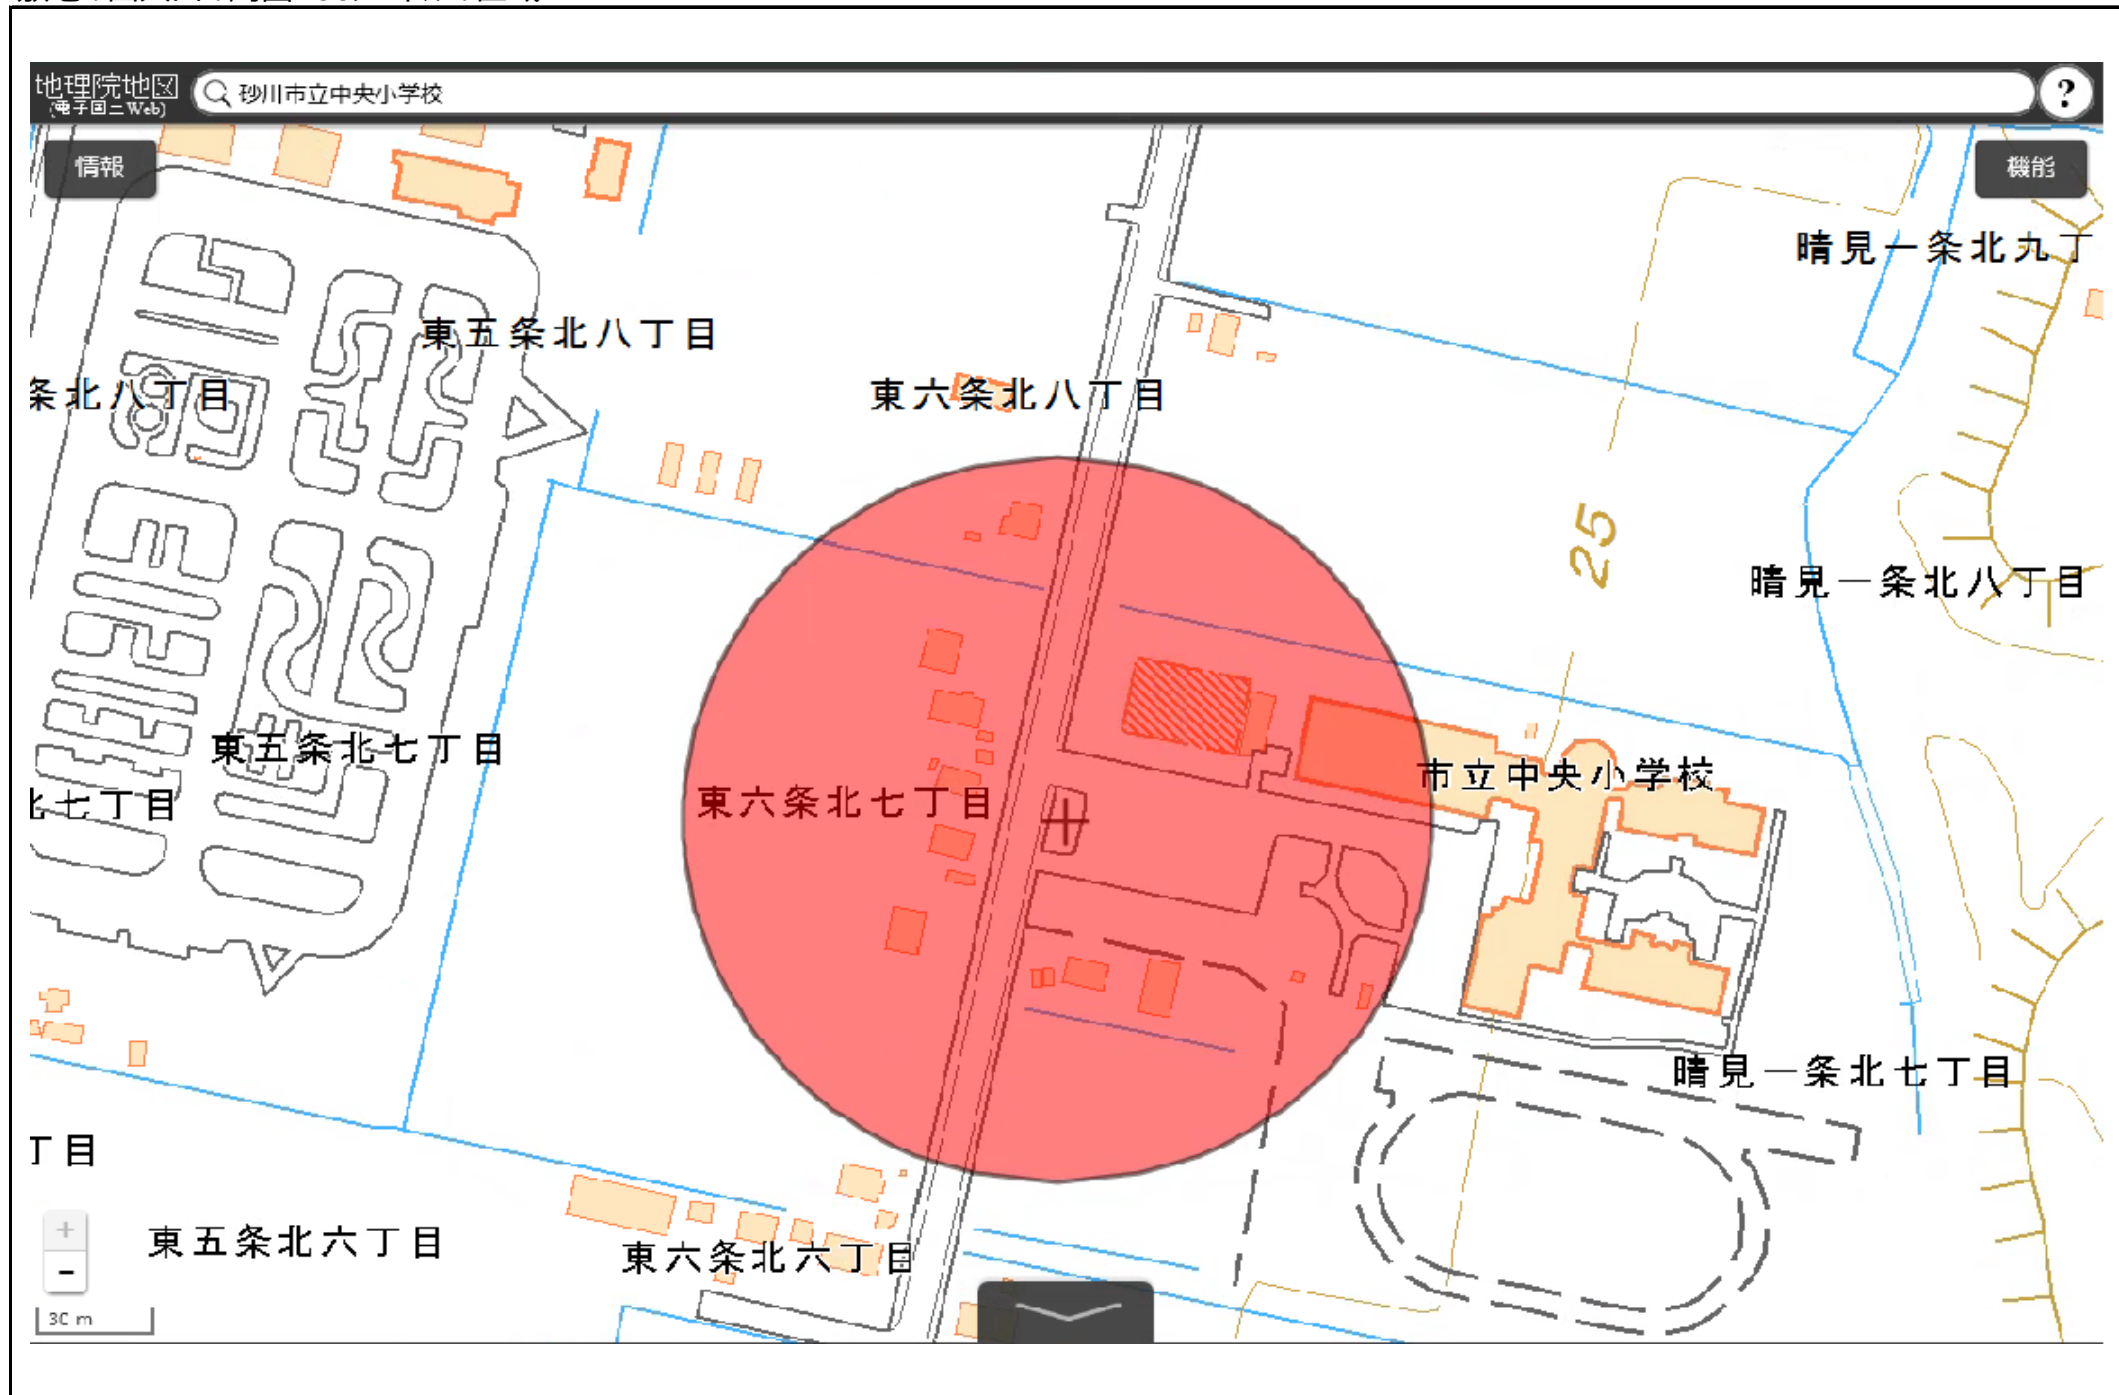 地理院地図
(電子国土Web)
砂川市立中央小学校
?
情報
機能
晴見一条北九丁
東五条北八丁目
条北八丁目
東六条北八丁目
25
晴見一条北八丁目
東五条北七丁目
市立中央小学校
北七丁目
東六条北七丁目
晴見一条北七丁目
丁目
東五条北六丁目
東六条北六丁目
+
-
30 m